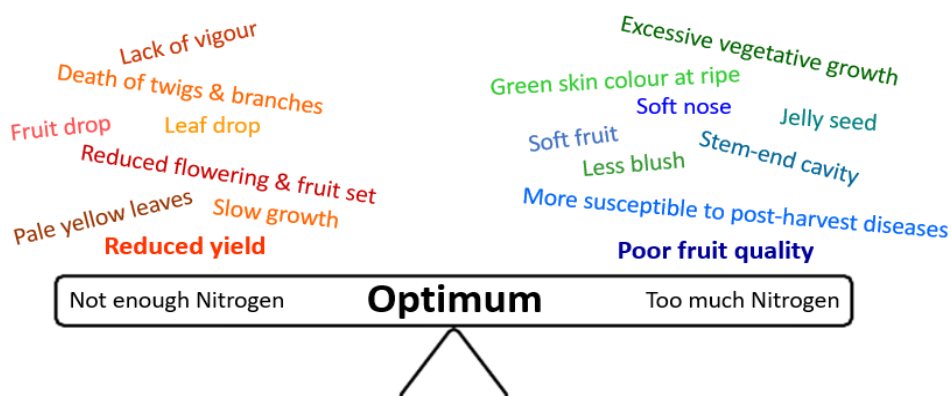 Lack of vigour
Death of twigs & branches
Fruit drop
Leaf drop
Reduced flowering & fruit set
Pale yellow leaves
Slow growth
Reduced yield
Excessive vegetative growth
Green skin colour at ripe
Soft nose
Jelly seed
Soft fruit
Stem-end cavity
Less blush
More susceptible to post-harvest diseases
Poor fruit quality
Not enough Nitrogen
Optimum
Too much Nitrogen